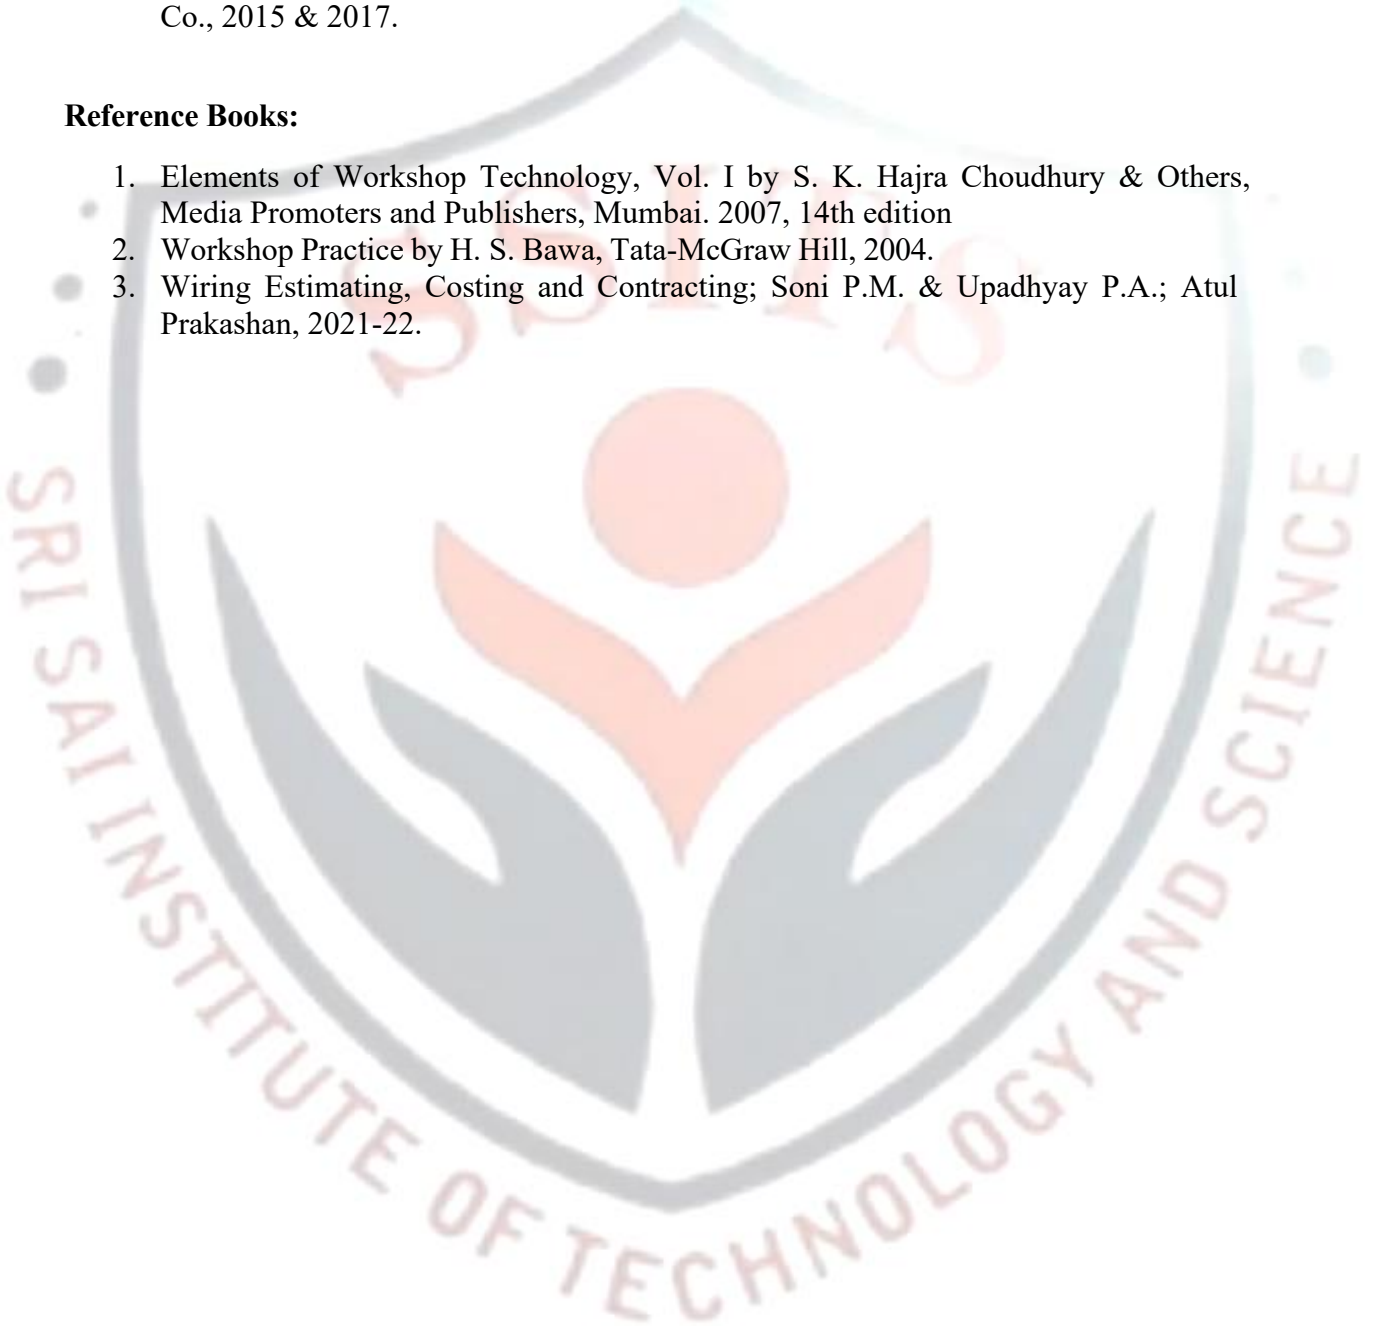 Co., 2015 & 2017.
Reference Books:
1. Elements of Workshop Technology, Vol. I by S. K. Hajra Choudhury & Others,
Media Promoters and Publishers, Mumbai. 2007, 14th edition
2. Workshop Practice by H. S. Bawa, Tata-McGraw Hill, 2004.
3. Wiring Estimating, Costing and Contracting; Soni P.M. & Upadhyay P.A.; Atul
Prakashan, 2021-22.
SSITS
SRI SAI INSTITUTE OF TECHNOLOGY AND SCIENCE